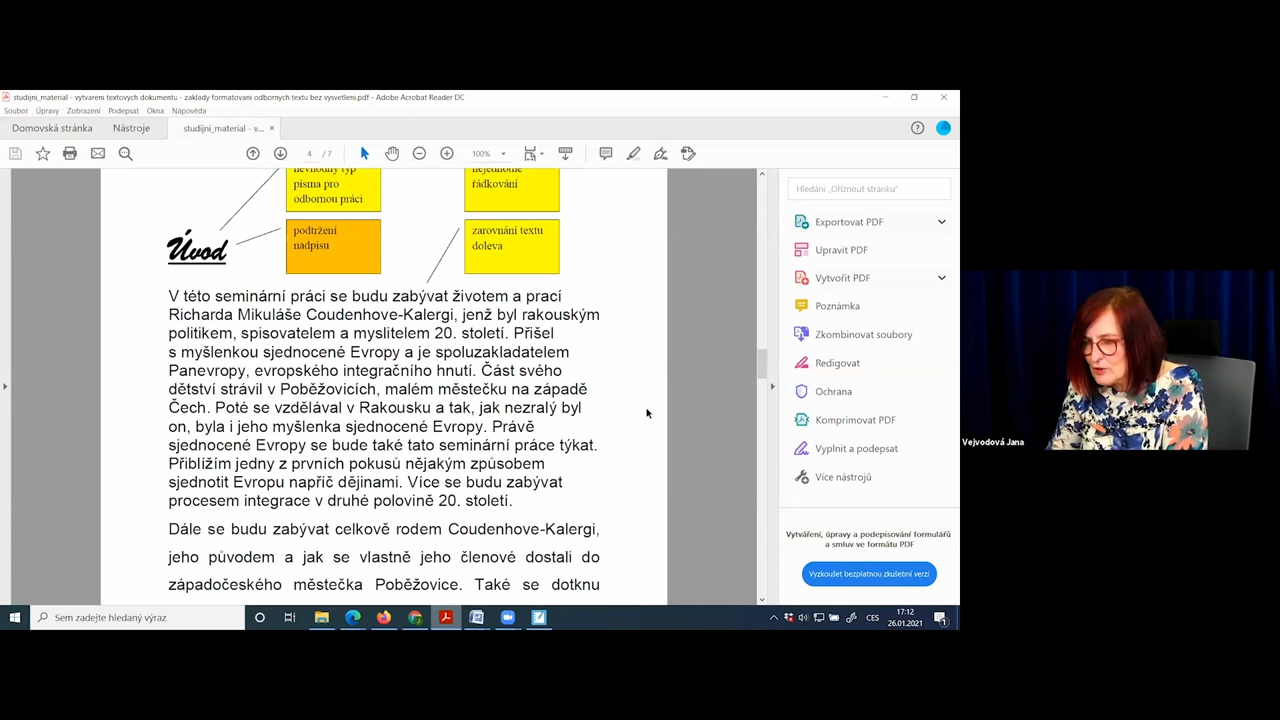 studijni_material - vytvareni textovych dokumentu - zaklady formatovani odbornych textu bez vysvetleni.pdf - Adobe Acrobat Reader DC
Soubor Úpravy Zobrazení Podepsat Okna Nápověda
Domovská stránka Nástroje studijni_material - v... ×
4 / 7 100%
nevhodný typ
písma pro
odbornou práci
nejednotné
řádkování
podtržení
nadpisu
zarovnání textu
doleva
Úvod
V této seminární práci se budu zabývat životem a prací
Richarda Mikuláše Coudenhove-Kalergi, jenž byl rakouským
politikem, spisovatelem a myslitelem 20. století. Přišel
s myšlenkou sjednocené Evropy a je spoluzakladatelem
Panevropy, evropského integračního hnutí. Část svého
dětství strávil v Poběžovicích, malém městečku na západě
Čech. Poté se vzdělával v Rakousku a tak, jak nezralý byl
on, byla i jeho myšlenka sjednocené Evropy. Právě
sjednocené Evropy se bude také tato seminární práce týkat.
Přiblížím jedny z prvních pokusů nějakým způsobem
sjednotit Evropu napříč dějinami. Více se budu zabývat
procesem integrace v druhé polovině 20. století.
Dále se budu zabývat celkově rodem Coudenhove-Kalergi,
jeho původem a jak se vlastně jeho členové dostali do
západočeského městečka Poběžovice. Také se dotknu
Hledání „Oříznout stránku"
Exportovat PDF
Upravit PDF
Vytvořit PDF
Poznámka
Zkombinovat soubory
Redigovat
Ochrana
Komprimovat PDF
Vyplnit a podepsat
Více nástrojů
Vytváření, úpravy a podepisování formulářů
a smluv ve formátu PDF
Vyzkoušet bezplatnou zkušební verzi
Vejvodová Jana
Sem zadejte hledaný výraz
CES
17:12
26.01.2021
1